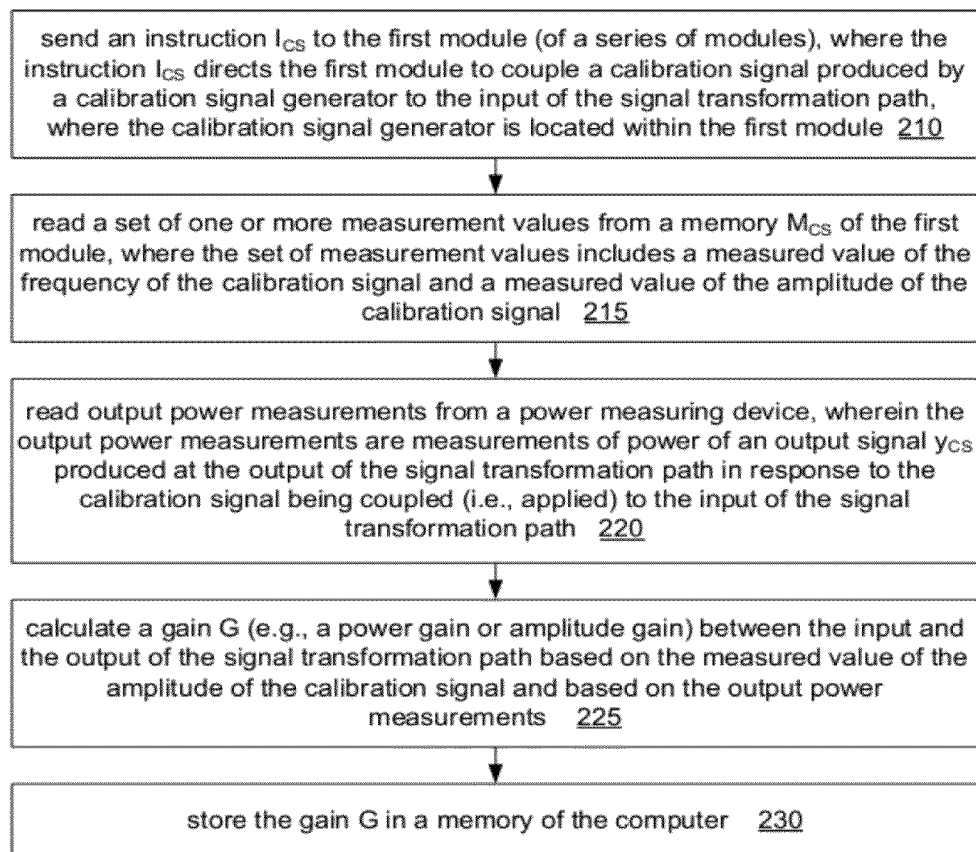 send an instruction I_CS to the first module (of a series of modules), where the
instruction I_CS directs the first module to couple a calibration signal produced by
a calibration signal generator to the input of the signal transformation path,
where the calibration signal generator is located within the first module 210
read a set of one or more measurement values from a memory M_CS of the first
module, where the set of measurement values includes a measured value of the
frequency of the calibration signal and a measured value of the amplitude of the
calibration signal 215
read output power measurements from a power measuring device, wherein the
output power measurements are measurements of power of an output signal y_CS
produced at the output of the signal transformation path in response to the
calibration signal being coupled (i.e., applied) to the input of the signal
transformation path 220
calculate a gain G (e.g., a power gain or amplitude gain) between the input and
the output of the signal transformation path based on the measured value of the
amplitude of the calibration signal and based on the output power
measurements 225
store the gain G in a memory of the computer 230